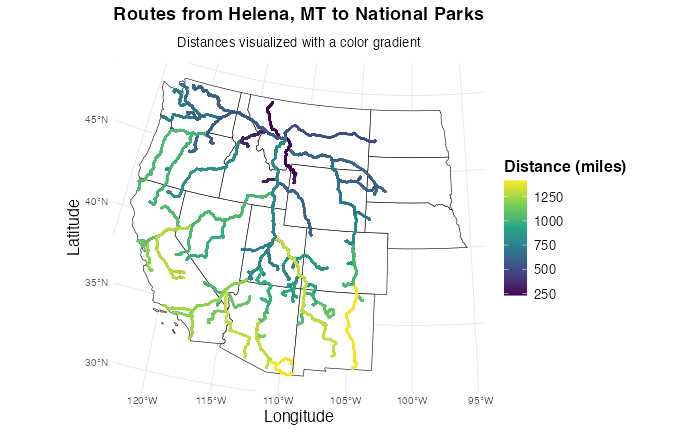 Routes from Helena, MT to National Parks
Distances visualized with a color gradient
45°N
40°N
35°N
30°N
Latitude
120°W 115°W 110°W 105°W 100°W 95°W
Longitude
Distance (miles)
1250
1000
750
500
250